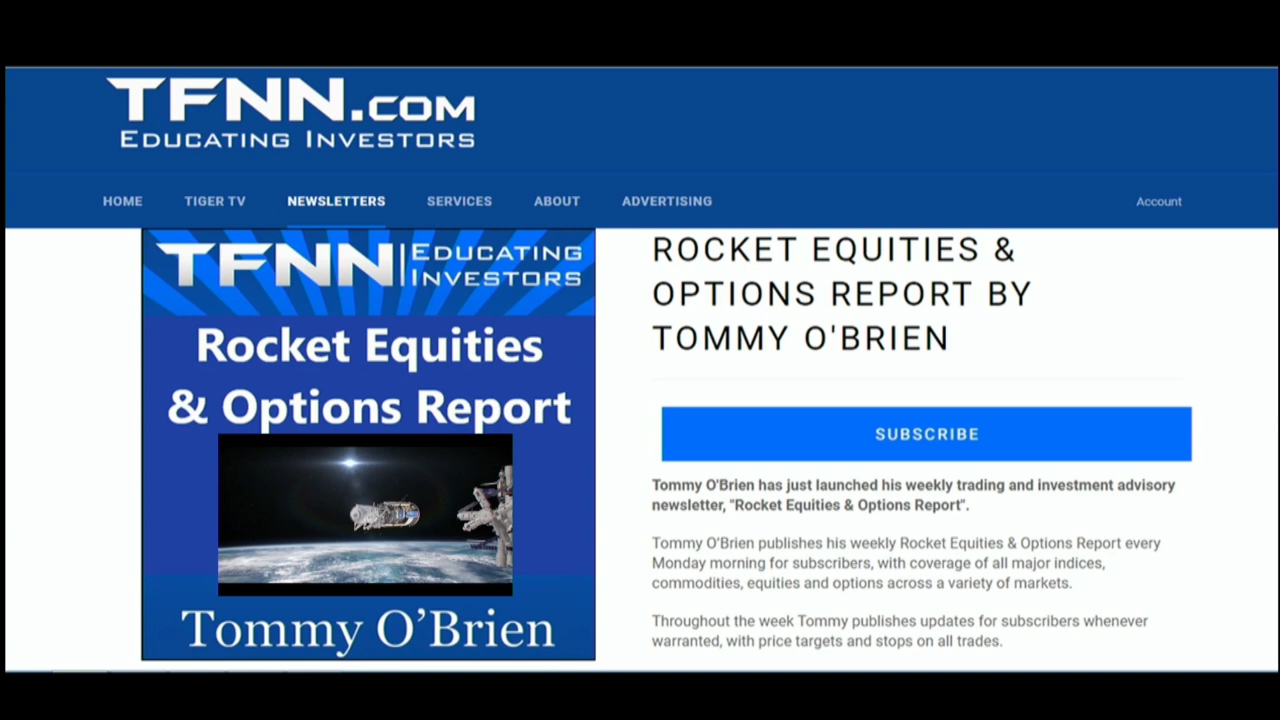 TFNN.COM
EDUCATING INVESTORS
HOME TIGER TV NEWSLETTERS SERVICES ABOUT ADVERTISING Account
TFNN EDUCATING INVESTORS
Rocket Equities
& Options Report
Tommy O’Brien
ROCKET EQUITIES &
OPTIONS REPORT BY
TOMMY O'BRIEN
SUBSCRIBE
Tommy O'Brien has just launched his weekly trading and investment advisory
newsletter, "Rocket Equities & Options Report".
Tommy O'Brien publishes his weekly Rocket Equities & Options Report every
Monday morning for subscribers, with coverage of all major indices,
commodities, equities and options across a variety of markets.
Throughout the week Tommy publishes updates for subscribers whenever
warranted, with price targets and stops on all trades.